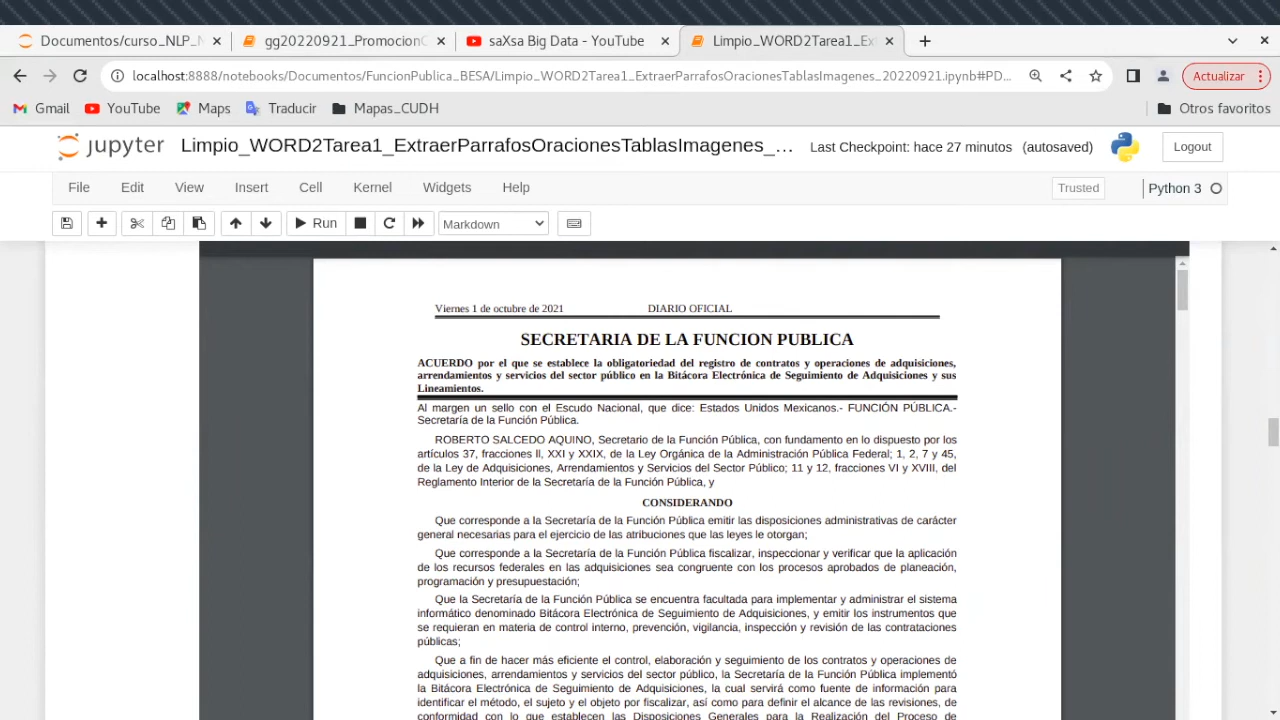 Documentos/curso_NLP_N
gg20220921_PromocionC
saXsa Big Data - YouTube
Limpio_WORD2Tarea1_Ex
localhost:8888/notebooks/Documentos/FuncionPublica_BESA/Limpio_WORD2Tarea1_ExtraerParrafosOracionesTablasImagenes_20220921.ipynb#PD...
Actualizar
Gmail
YouTube
Maps
Traducir
Mapas_CUDH
Otros favoritos
jupyter
Limpio_WORD2Tarea1_ExtraerParrafosOracionesTablasImagenes_...
Last Checkpoint: hace 27 minutos (autosaved)
Logout
File
Edit
View
Insert
Cell
Kernel
Widgets
Help
Trusted
Python 3
Run
Markdown
Viernes 1 de octubre de 2021 DIARIO OFICIAL
SECRETARIA DE LA FUNCION PUBLICA
ACUERDO por el que se establece la obligatoriedad del registro de contratos y operaciones de adquisiciones,
arrendamientos y servicios del sector público en la Bitácora Electrónica de Seguimiento de Adquisiciones y sus
Lineamientos.
Al margen un sello con el Escudo Nacional, que dice: Estados Unidos Mexicanos.- FUNCIÓN PÚBLICA.-
Secretaría de la Función Pública.
ROBERTO SALCEDO AQUINO, Secretario de la Función Pública, con fundamento en lo dispuesto por los
artículos 37, fracciones II, XXI y XXIX, de la Ley Orgánica de la Administración Pública Federal; 1, 2, 7 y 45,
de la Ley de Adquisiciones, Arrendamientos y Servicios del Sector Público; 11 y 12, fracciones VI y XVIII, del
Reglamento Interior de la Secretaría de la Función Pública, y
CONSIDERANDO
Que corresponde a la Secretaría de la Función Pública emitir las disposiciones administrativas de carácter
general necesarias para el ejercicio de las atribuciones que las leyes le otorgan;
Que corresponde a la Secretaría de la Función Pública fiscalizar, inspeccionar y verificar que la aplicación
de los recursos federales en las adquisiciones sea congruente con los procesos aprobados de planeación,
programación y presupuestación;
Que la Secretaría de la Función Pública se encuentra facultada para implementar y administrar el sistema
informático denominado Bitácora Electrónica de Seguimiento de Adquisiciones, y emitir los instrumentos que
se requieran en materia de control interno, prevención, vigilancia, inspección y revisión de las contrataciones
públicas;
Que a fin de hacer más eficiente el control, elaboración y seguimiento de los contratos y operaciones de
adquisiciones, arrendamientos y servicios del sector público, la Secretaría de la Función Pública implementó
la Bitácora Electrónica de Seguimiento de Adquisiciones, la cual servirá como fuente de información para
identificar el método, el sujeto y el objeto por fiscalizar, así como para definir el alcance de las revisiones, de
conformidad con lo que establecen las Disposiciones Generales para la Realización del Proceso de